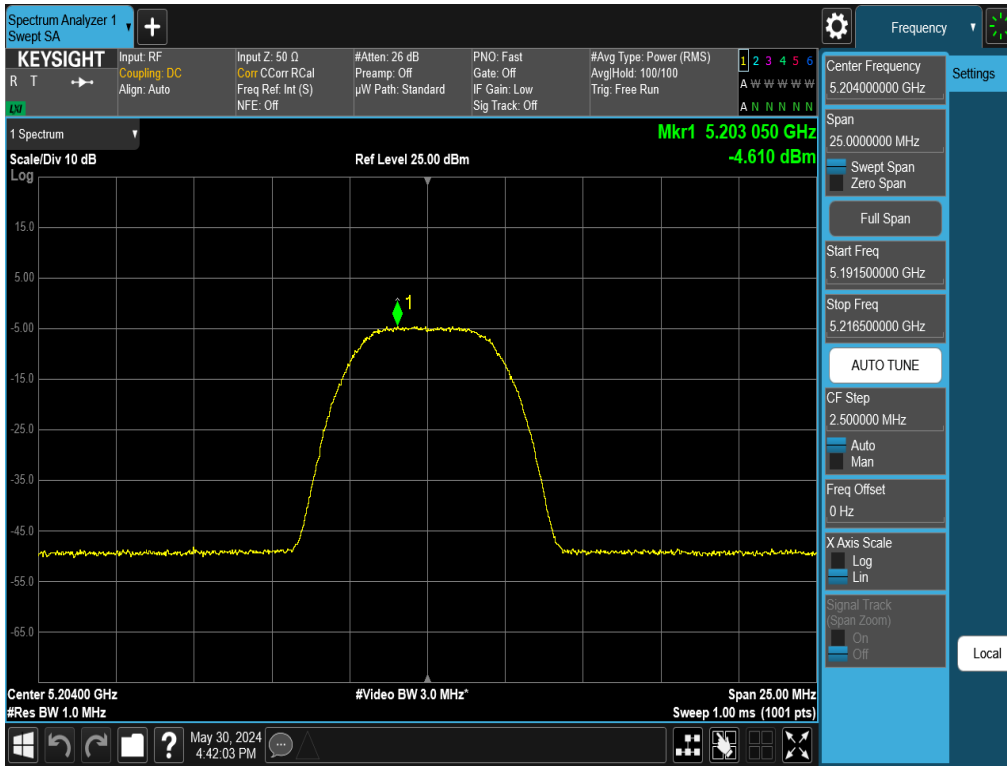 Spectrum Analyzer 1
Swept SA
+
Frequency
KEYSIGHT
R T
LXI
Input: RF
Coupling: DC
Align: Auto
Input Z: 50 Ω
Corr CCorr RCal
Freq Ref: Int (S)
NFE: Off
#Atten: 26 dB
Preamp: Off
µW Path: Standard
PNO: Fast
Gate: Off
IF Gain: Low
Sig Track: Off
#Avg Type: Power (RMS)
Avg|Hold: 100/100
Trig: Free Run
1 2 3 4 5 6
A W W W W W
A N N N N N
1 Spectrum
Scale/Div 10 dB
Log
Ref Level 25.00 dBm
Mkr1 5.203 050 GHz
-4.610 dBm
15.0
5.00
-5.00
-15.0
-25.0
-35.0
-45.0
-55.0
-65.0
1
Center 5.20400 GHz
#Res BW 1.0 MHz
#Video BW 3.0 MHz*
Span 25.00 MHz
Sweep 1.00 ms (1001 pts)
Center Frequency
5.204000000 GHz
Span
25.0000000 MHz
Swept Span
Zero Span
Full Span
Start Freq
5.191500000 GHz
Stop Freq
5.216500000 GHz
AUTO TUNE
CF Step
2.500000 MHz
Auto
Man
Freq Offset
0 Hz
X Axis Scale
Log
Lin
Signal Track
(Span Zoom)
On
Off
Settings
Local
?
May 30, 2024
4:42:03 PM